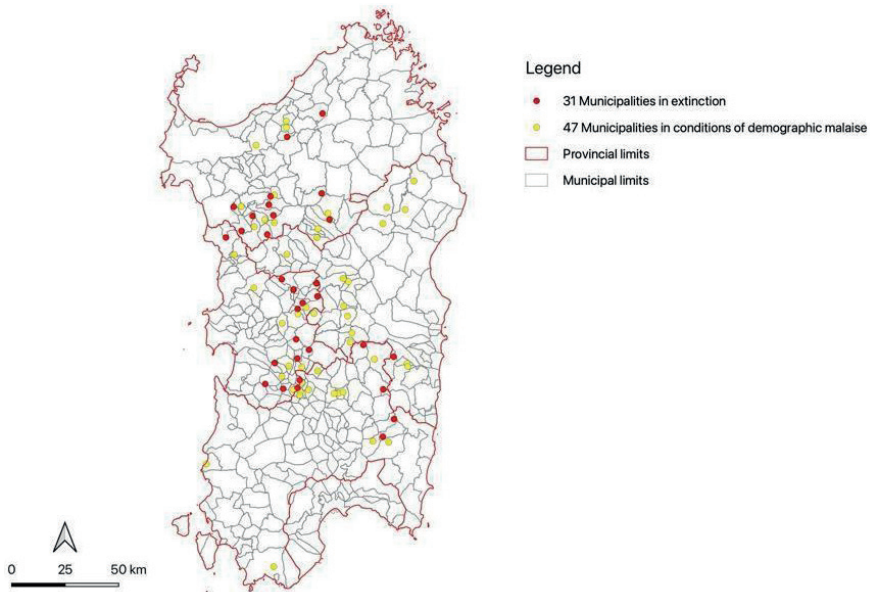 Legend
31 Municipalities in extinction
47 Municipalities in conditions of demographic malaise
Provincial limits
Municipal limits
0 25 50 km